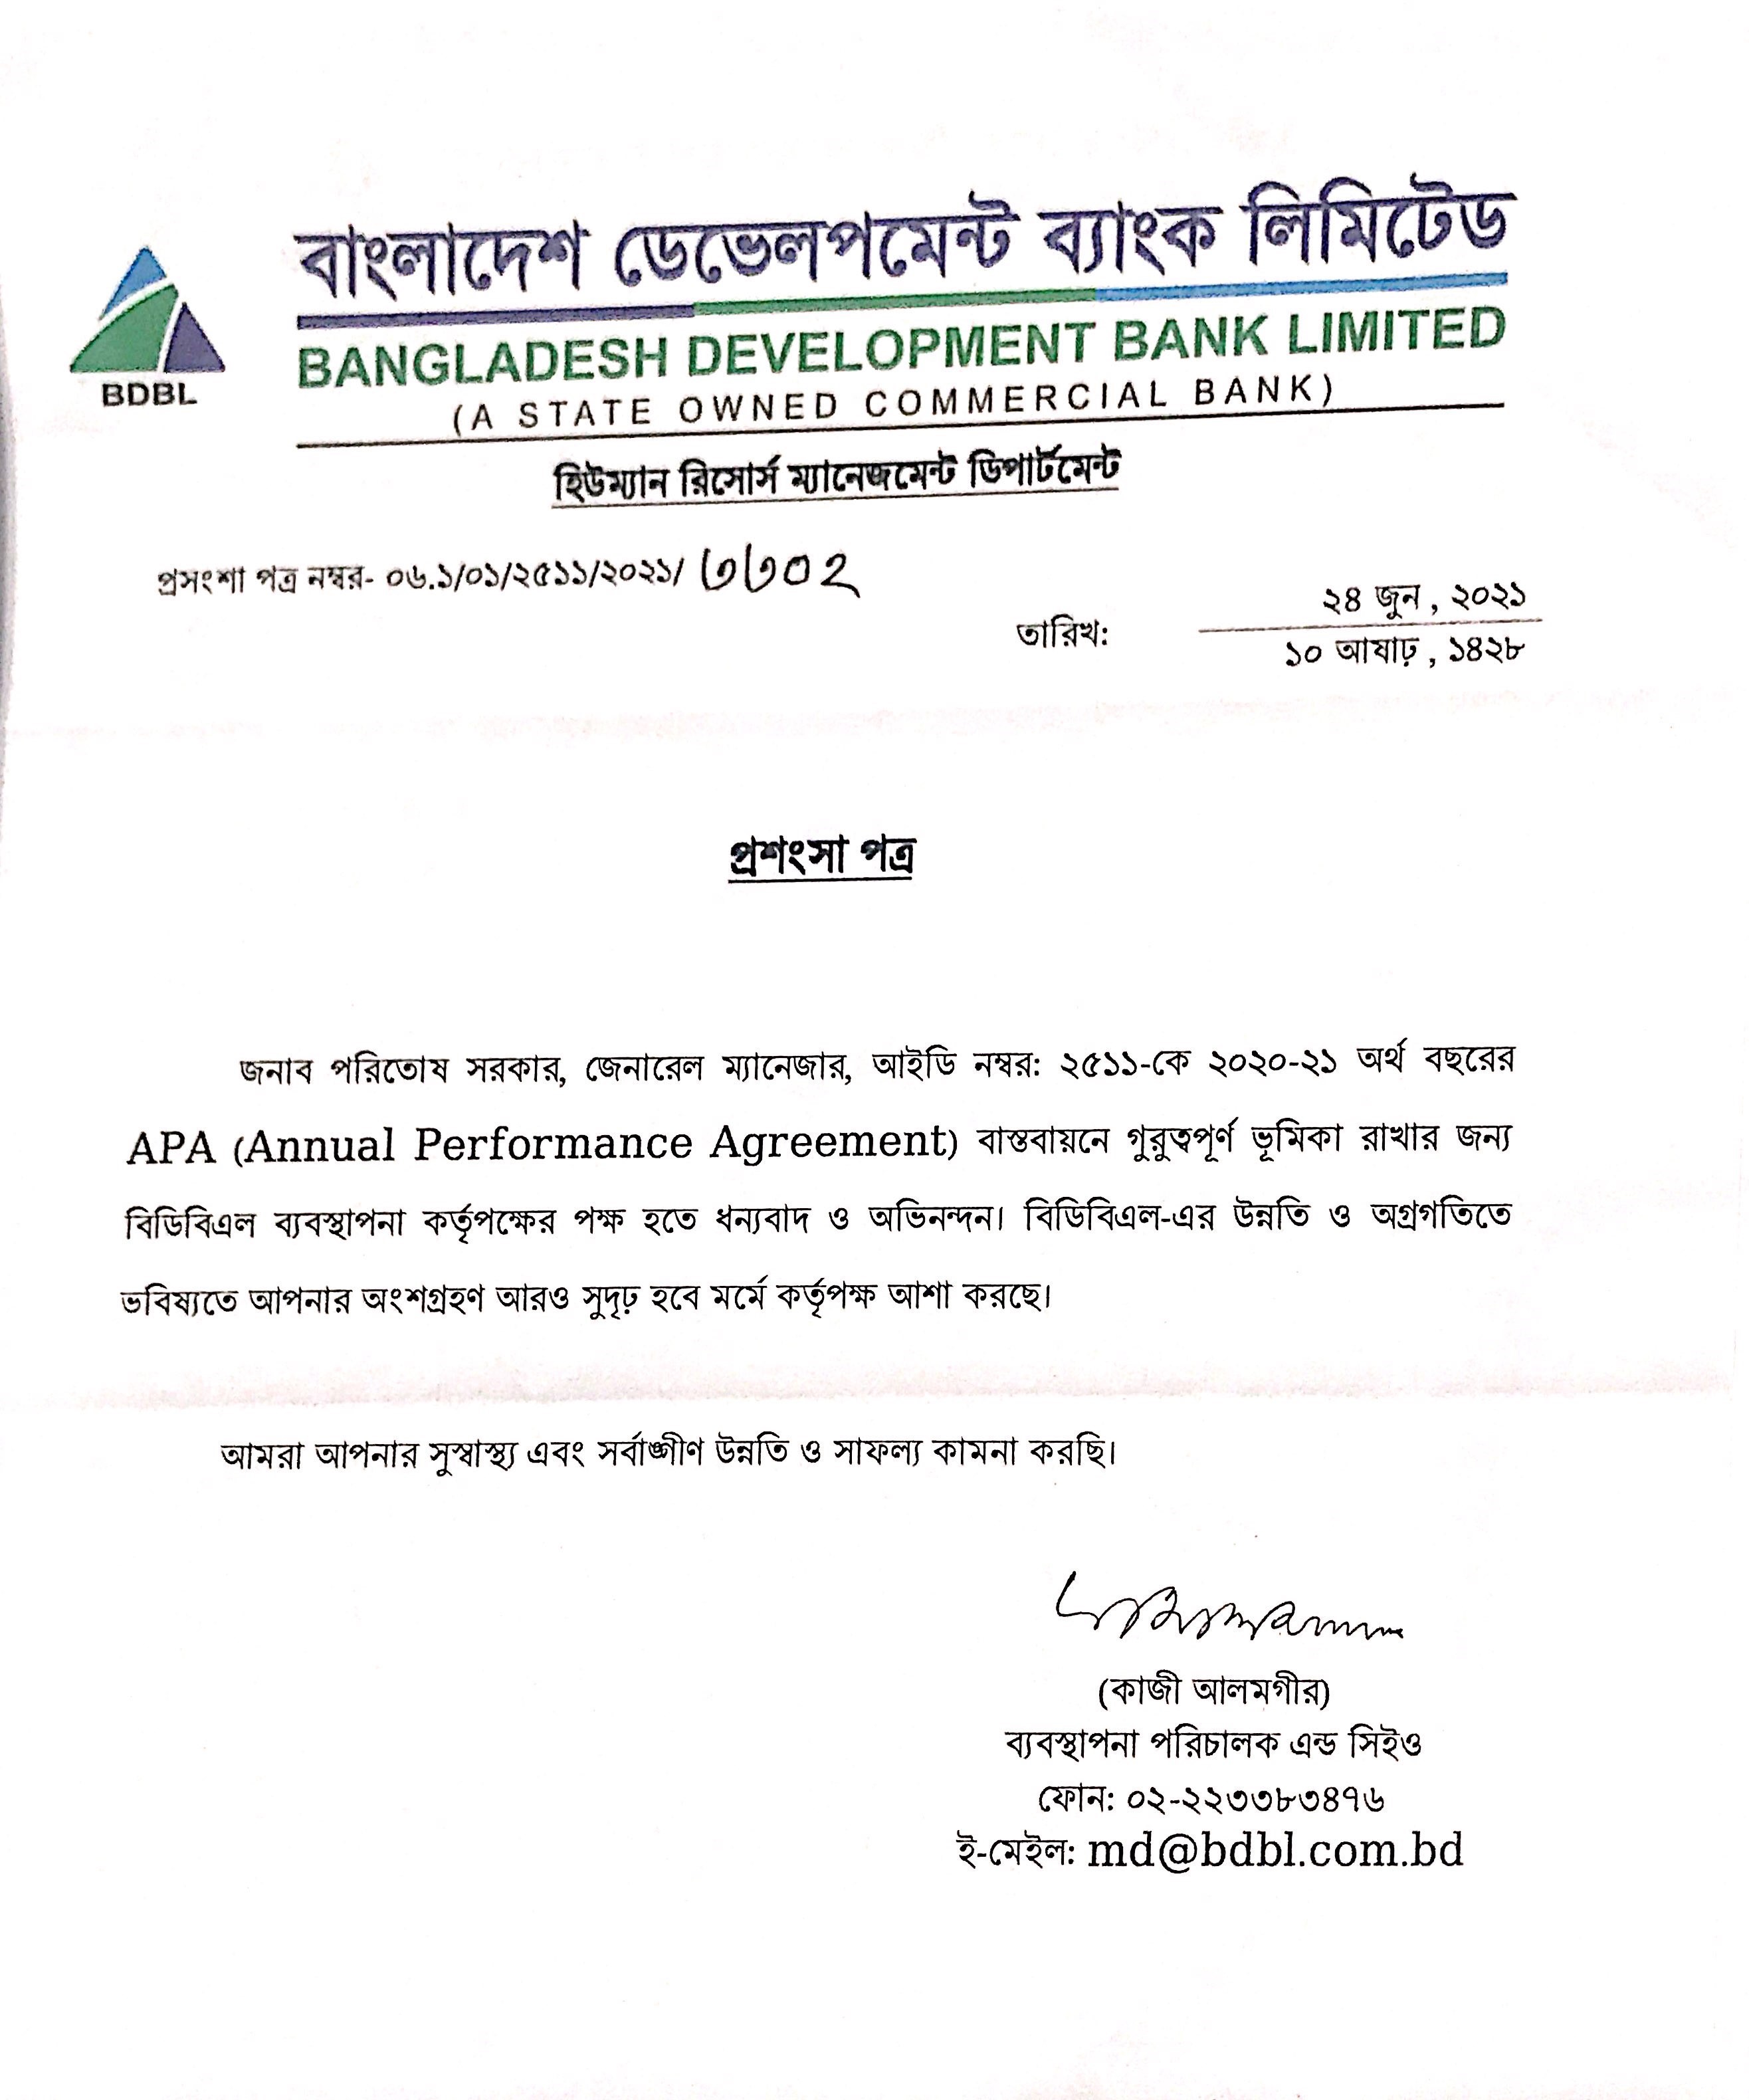 বাংলাদেশ ডেভেলপমেন্ট ব্যাংক লিমিটেড
BDBL
BANGLADESH DEVELOPMENT BANK LIMITED
(A STATE OWNED COMMERCIAL BANK)
হিউম্যান রিসোর্স ম্যানেজমেন্ট ডিপার্টমেন্ট
প্রসংশা পত্র নম্বর- ০৬.১/০১/২৫১১/২০২১/ ৩৩০২
২৪ জুন , ২০২১
তারিখ:
১০ আষাঢ় , ১৪২৮
প্রশংসা পত্র
জনাব পরিতোষ সরকার, জেনারেল ম্যানেজার, আইডি নম্বর: ২৫১১-কে ২০২০-২১ অর্থ বছরের
APA (Annual Performance Agreement) বাস্তবায়নে গুরুত্বপূর্ণ ভূমিকা রাখার জন্য
বিডিবিএল ব্যবস্থাপনা কর্তৃপক্ষের পক্ষ হতে ধন্যবাদ ও অভিনন্দন। বিডিবিএল-এর উন্নতি ও অগ্রগতিতে
ভবিষ্যতে আপনার অংশগ্রহণ আরও সুদৃঢ় হবে মর্মে কর্তৃপক্ষ আশা করছে।
আমরা আপনার সুস্বাস্থ্য এবং সর্বাঙ্গীণ উন্নতি ও সাফল্য কামনা করছি।
(কাজী আলমগীর)
ব্যবস্থাপনা পরিচালক এন্ড সিইও
ফোন: ০২-২২৩৩৮৩৪৭৬
ই-মেইল: md@bdbl.com.bd